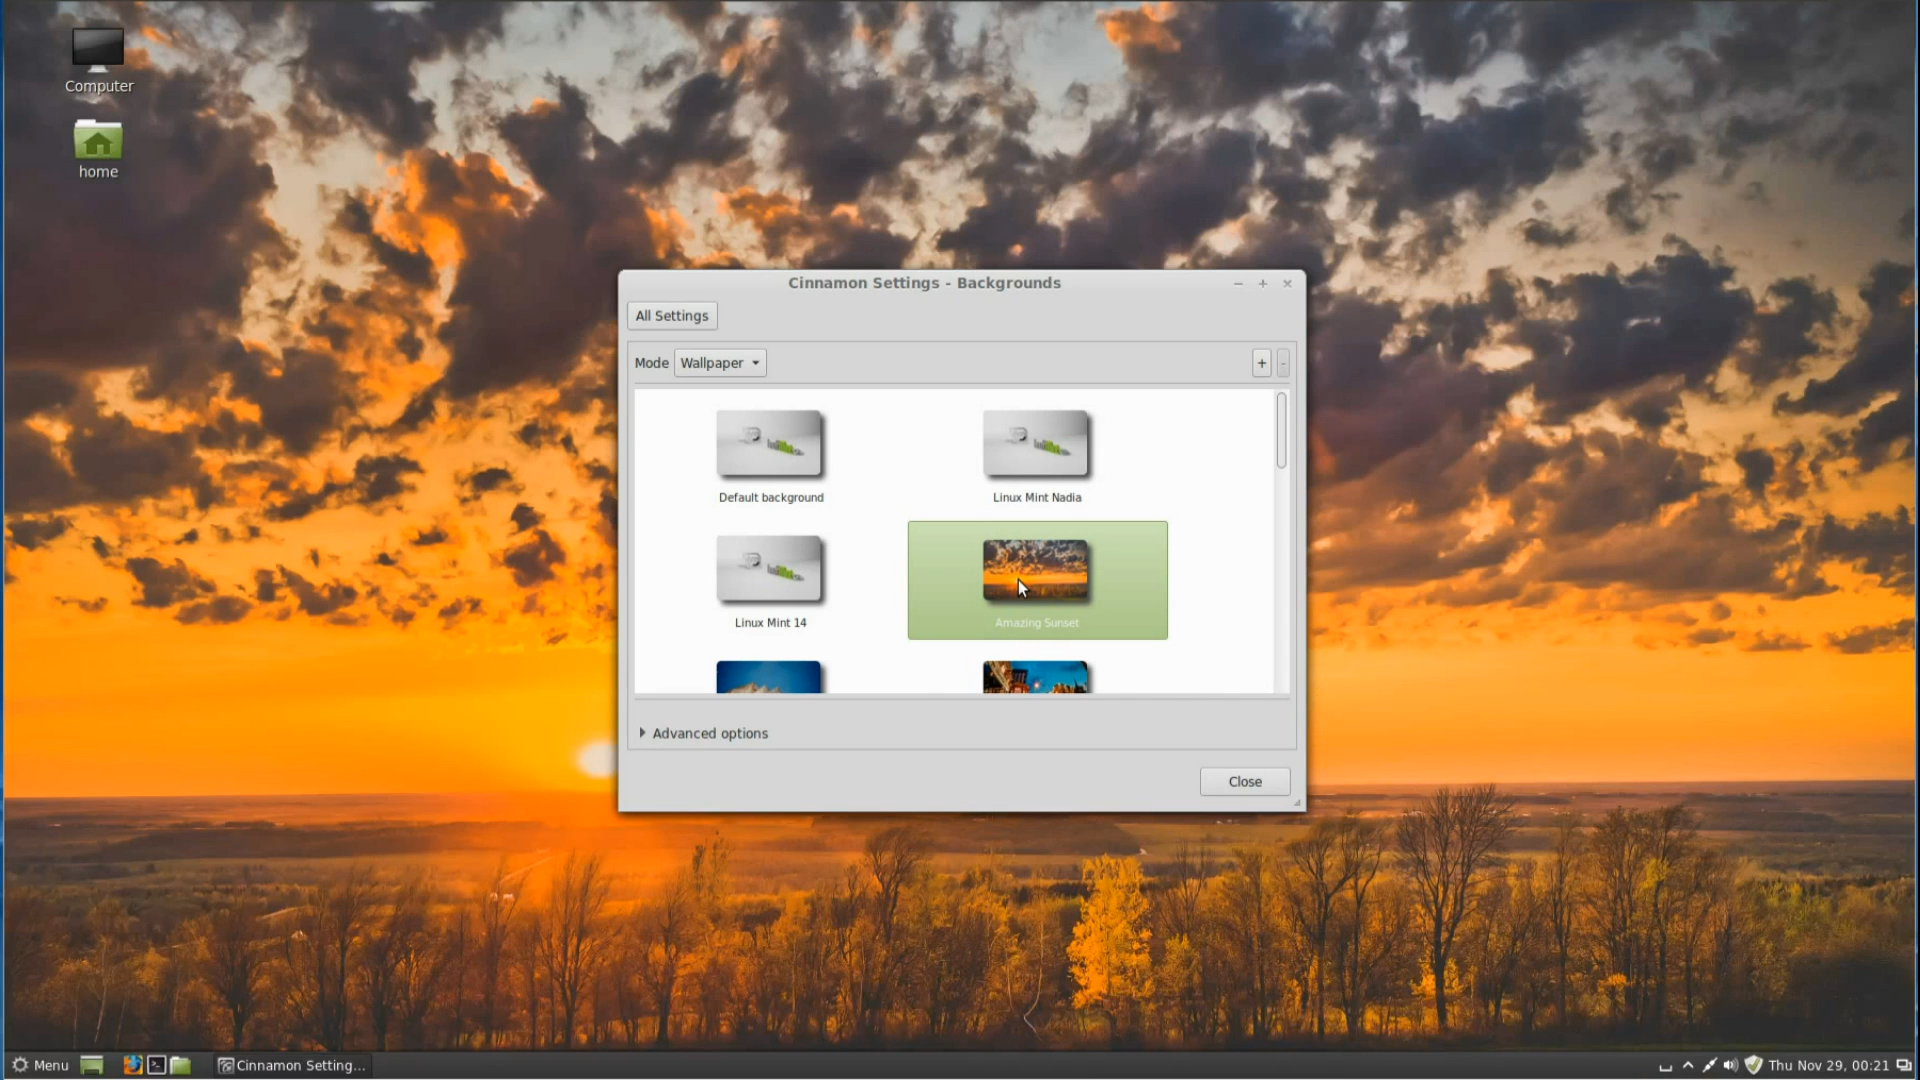 Computer
home
Cinnamon Settings - Backgrounds
All Settings
Mode Wallpaper
Default background
Linux Mint Nadia
Linux Mint 14
Amazing Sunset
Advanced options
Close
Menu
Cinnamon Setting...
Thu Nov 29, 00:21